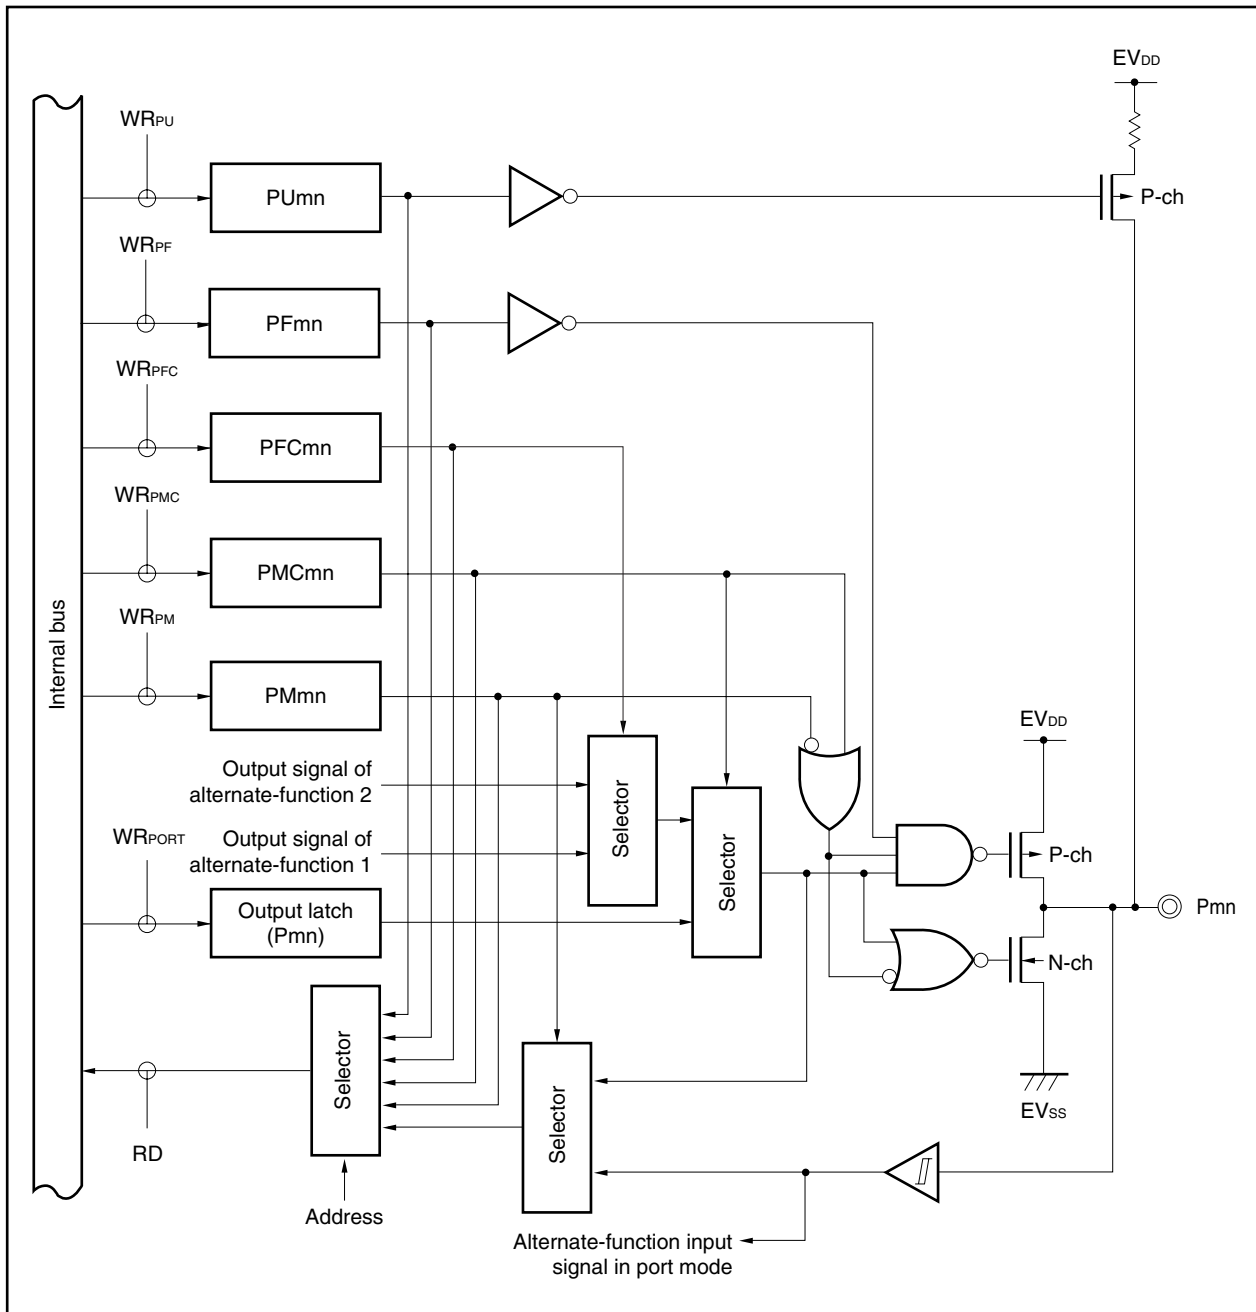 EVDD
WRPU
PUmn
P-ch
WRPF
PFmn
WRPFC
PFCmn
WRPMC
PMCmn
WRPM
PMmn
Internal bus
EVDD
Output signal of
alternate-function 2
Selector
Selector
WRPORT
Output signal of
alternate-function 1
P-ch
Output latch
(Pmn)
Pmn
N-ch
Selector
Selector
EVSS
RD
Address
Alternate-function input
signal in port mode